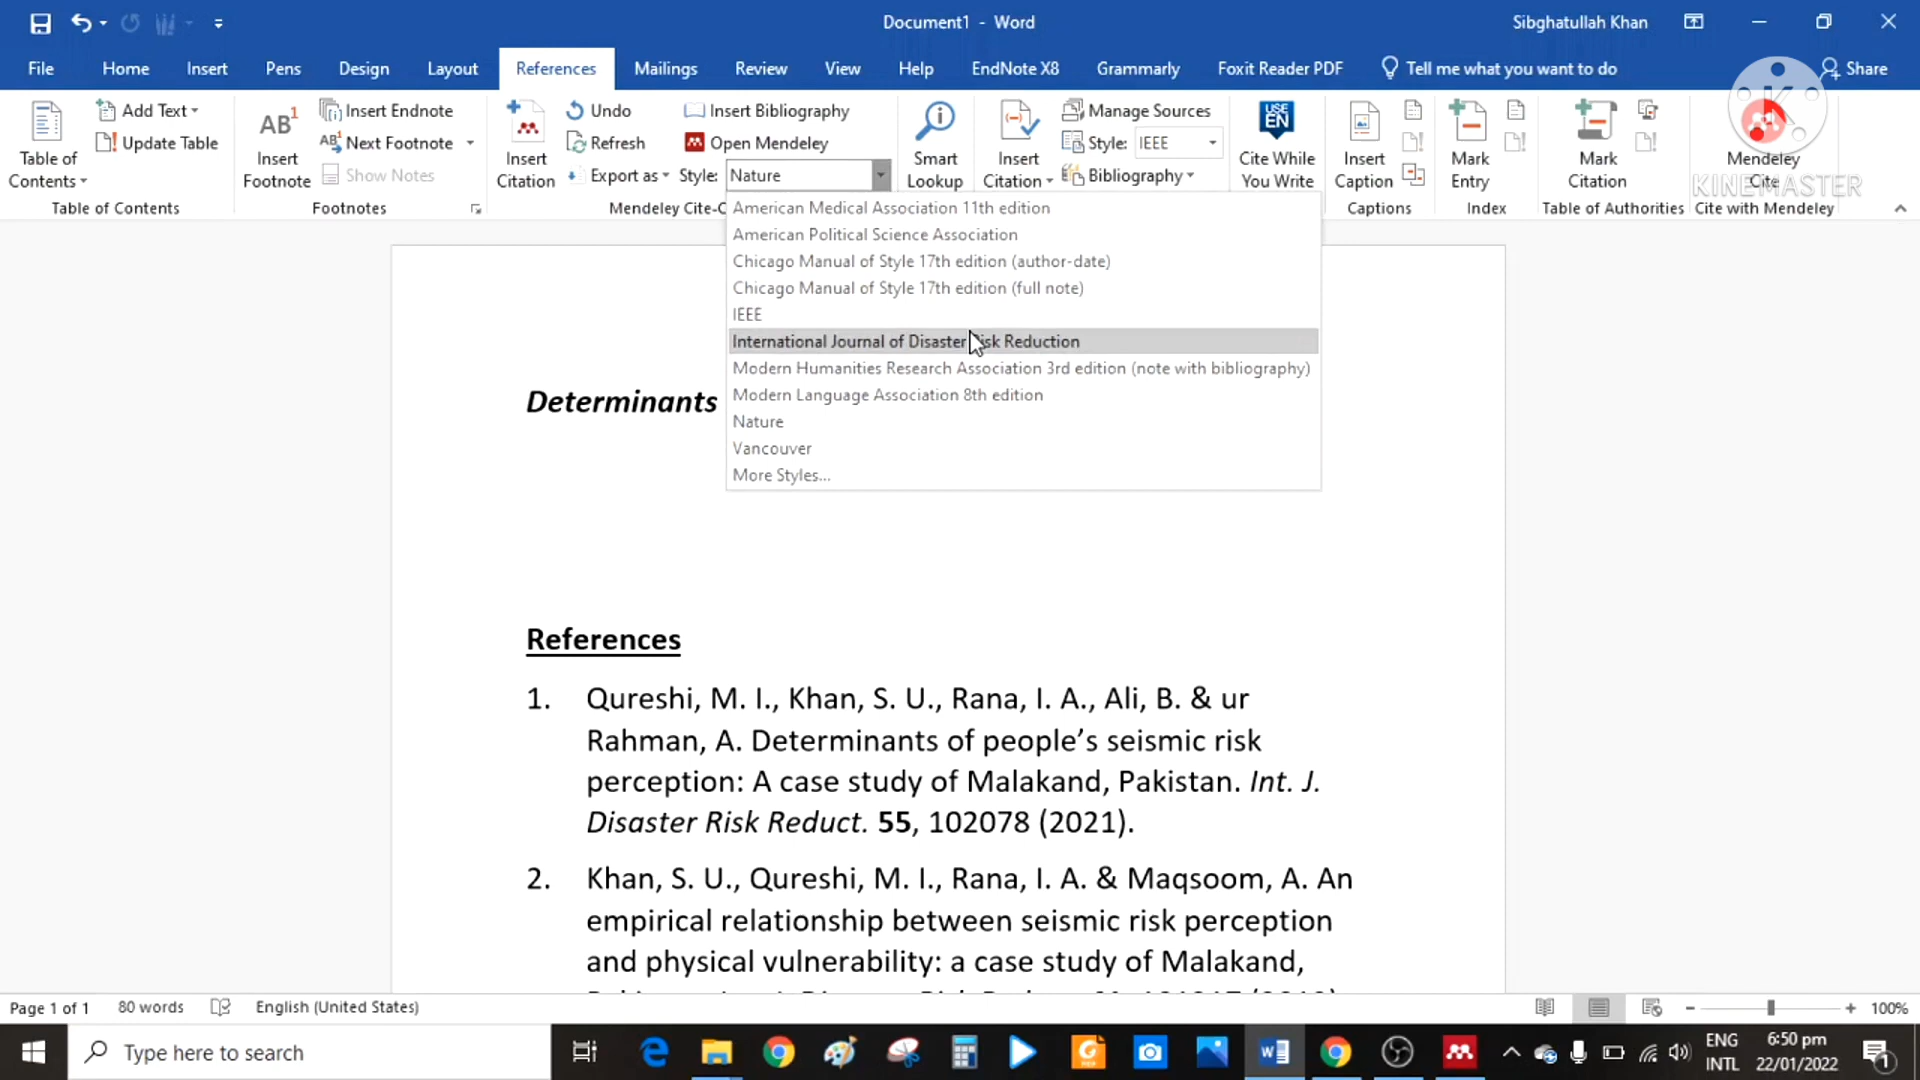 Document1 - Word
Sibghatullah Khan
File Home Insert Pens Design Layout References Mailings Review View Help EndNote X8 Grammarly Foxit Reader PDF Tell me what you want to do Share
Table of Contents
Add Text
Update Table
Table of Contents
AB1
Insert Footnote
Insert Endnote
Next Footnote
Show Notes
Footnotes
Insert Citation
Undo
Refresh
Export as
Insert Bibliography
Open Mendeley
Style: Nature
Mendeley Cite-O
Smart Lookup
Insert Citation
Manage Sources
Style: IEEE
Bibliography
USE EN
Cite While You Write
Insert Caption
Captions
Mark Entry
Index
Mark Citation
Table of Authorities
Mendeley Cite
Cite with Mendeley
KINEMASTER
American Medical Association 11th edition
American Political Science Association
Chicago Manual of Style 17th edition (author-date)
Chicago Manual of Style 17th edition (full note)
IEEE
International Journal of Disaster Risk Reduction
Modern Humanities Research Association 3rd edition (note with bibliography)
Modern Language Association 8th edition
Nature
Vancouver
More Styles...
Determinants
References
1. Qureshi, M. I., Khan, S. U., Rana, I. A., Ali, B. & ur
Rahman, A. Determinants of people’s seismic risk
perception: A case study of Malakand, Pakistan. Int. J.
Disaster Risk Reduct. 55, 102078 (2021).
2. Khan, S. U., Qureshi, M. I., Rana, I. A. & Maqsoom, A. An
empirical relationship between seismic risk perception
and physical vulnerability: a case study of Malakand,
Page 1 of 1 80 words English (United States) 100%
Type here to search
ENG INTL
6:50 pm
22/01/2022
1